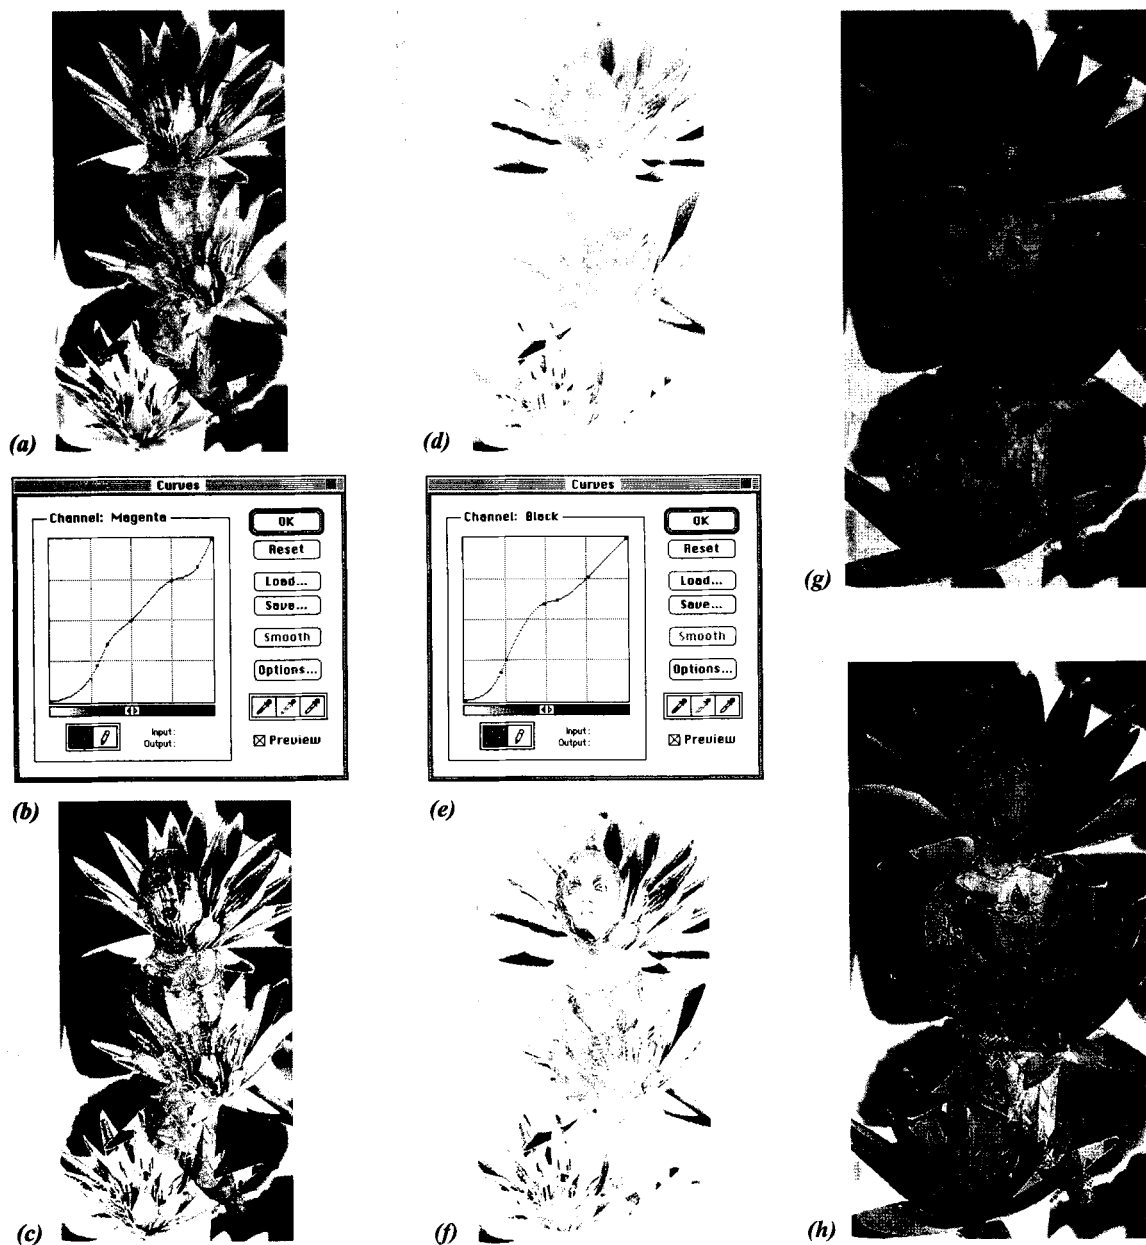 (a)
(d)
(g)
Curves
Channel: Magenta
OK
Reset
Load...
Save...
Smooth
Options...
Input:
Output:
Preview
(b)
Curves
Channel: Black
OK
Reset
Load...
Save...
Smooth
Options...
Input:
Output:
Preview
(e)
(c)
(f)
(h)